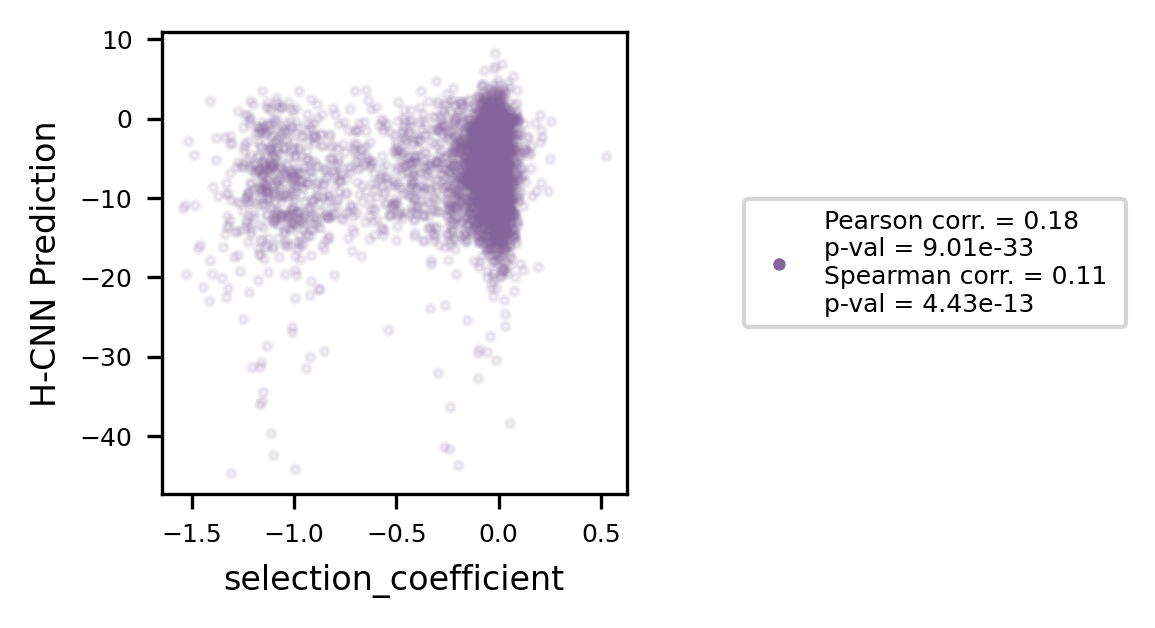 10
0
−10
−20
−30
−40
H-CNN Prediction
−1.5
−1.0
−0.5
0.0
0.5
selection_coefficient
Pearson corr. = 0.18
p-val = 9.01e-33
Spearman corr. = 0.11
p-val = 4.43e-13